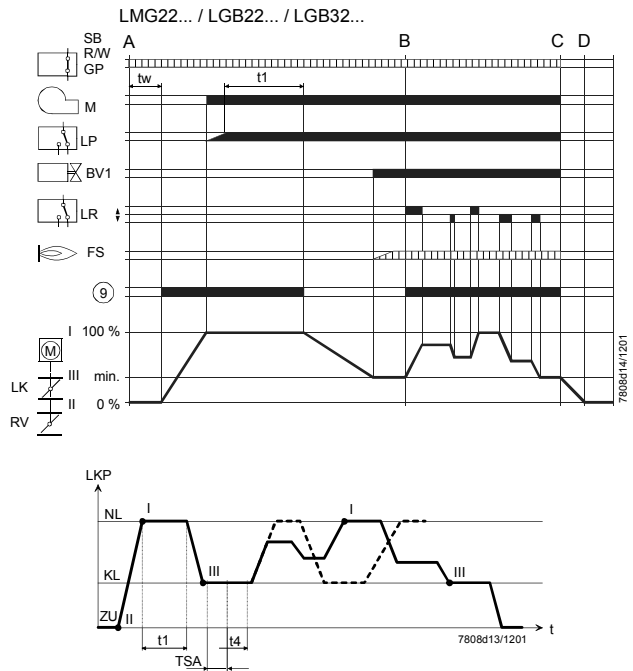 LMG22... / LGB22... / LGB32...
A B C D
SB
R/W
GP
tw
t1
M
LP
BV1
LR
FS
9
I 100 %
M
LK III min.
II 0 %
RV
7808d14/1201
LKP
NL
I I
KL
III III
ZU II
t
t1 t4
TSA
7808d13/1201